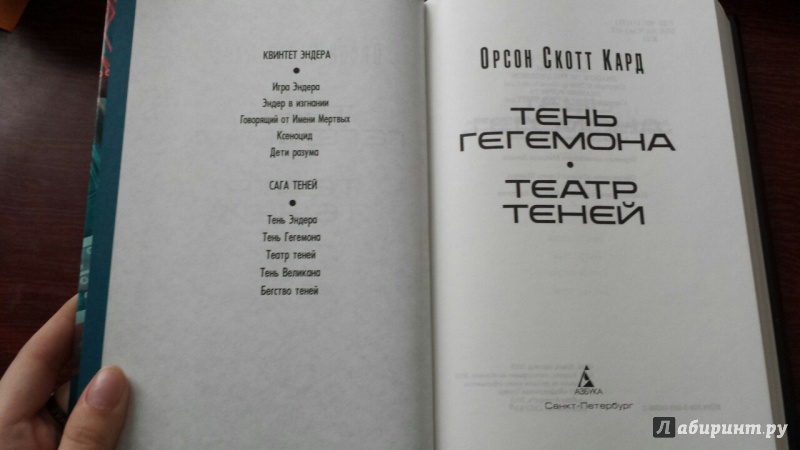 КВИНТЕТ ЭНДЕРА
•
Игра Эндера
Эндер в изгнании
Говорящий от Имени Мертвых
Ксеноцид
Дети разума
САГА ТЕНЕЙ
•
Тень Эндера
Тень Гегемона
Театр теней
Тень Великана
Бегство теней
Орсон Скотт Кард
ТЕНЬ
ГЕГЕМОНА
•
ТЕАТР
ТЕНЕЙ
АЗБУКА
Санкт-Петербург
Лабиринт.ру